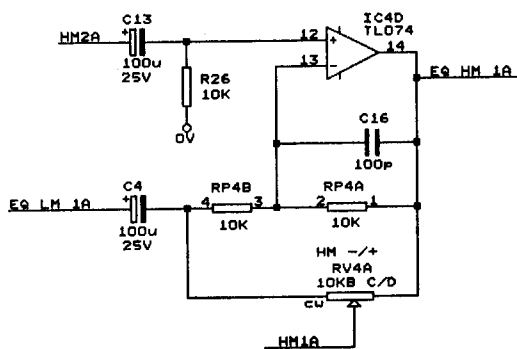 C13
HM2A
+
100u
25V
R26
10K
0V
IC4D
TL074
12
+
13
-
14
EQ HM 1A
C16
100p
EQ LM 1A
C4
+
100u
25V
RP4B
4
3
10K
RP4A
2
1
10K
HM -/+
RV4A
10KB C/D
CW
HM1A